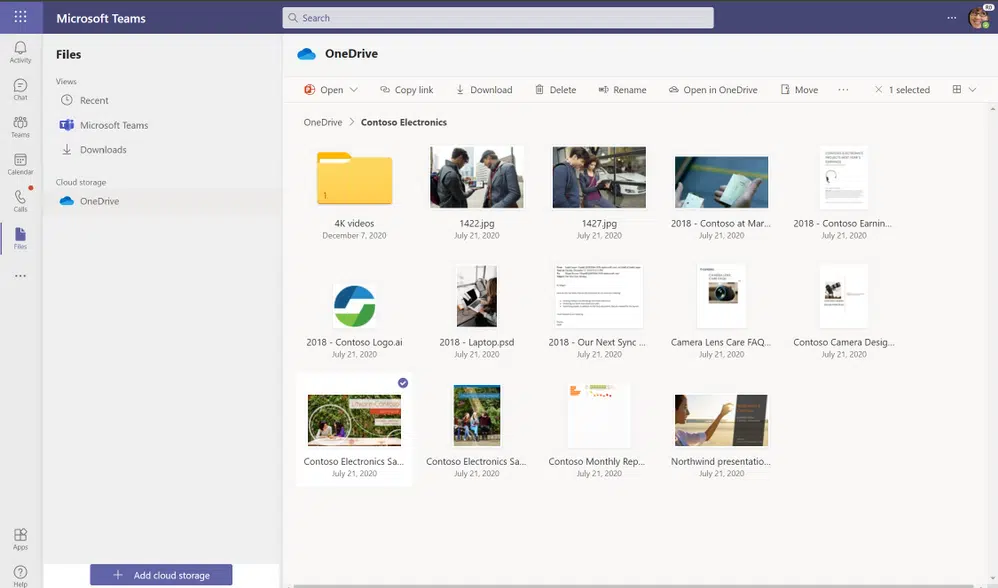 Microsoft Teams
Search
RD
Activity
Chat
Teams
Calendar
Calls
Files
Apps
Help
Files
Views
Recent
Microsoft Teams
Downloads
Cloud storage
OneDrive
Add cloud storage
OneDrive
Open
Copy link
Download
Delete
Rename
Open in OneDrive
Move
1 selected
OneDrive > Contoso Electronics
1
4K videos
December 7, 2020
1422.jpg
July 21, 2020
1427.jpg
July 21, 2020
2018 - Contoso at Mar...
July 21, 2020
2018 - Contoso Earnin...
July 21, 2020
2018 - Contoso Logo.ai
July 21, 2020
2018 - Laptop.psd
July 21, 2020
2018 - Our Next Sync ...
July 21, 2020
CAMERA LENS
Camera Lens Care FAQ...
July 21, 2020
Contoso Camera Desig...
July 21, 2020
Contoso Electronics Sa...
July 21, 2020
Contoso Electronics Sa...
July 21, 2020
Contoso Monthly Rep...
July 21, 2020
Northwind presentatio...
July 21, 2020